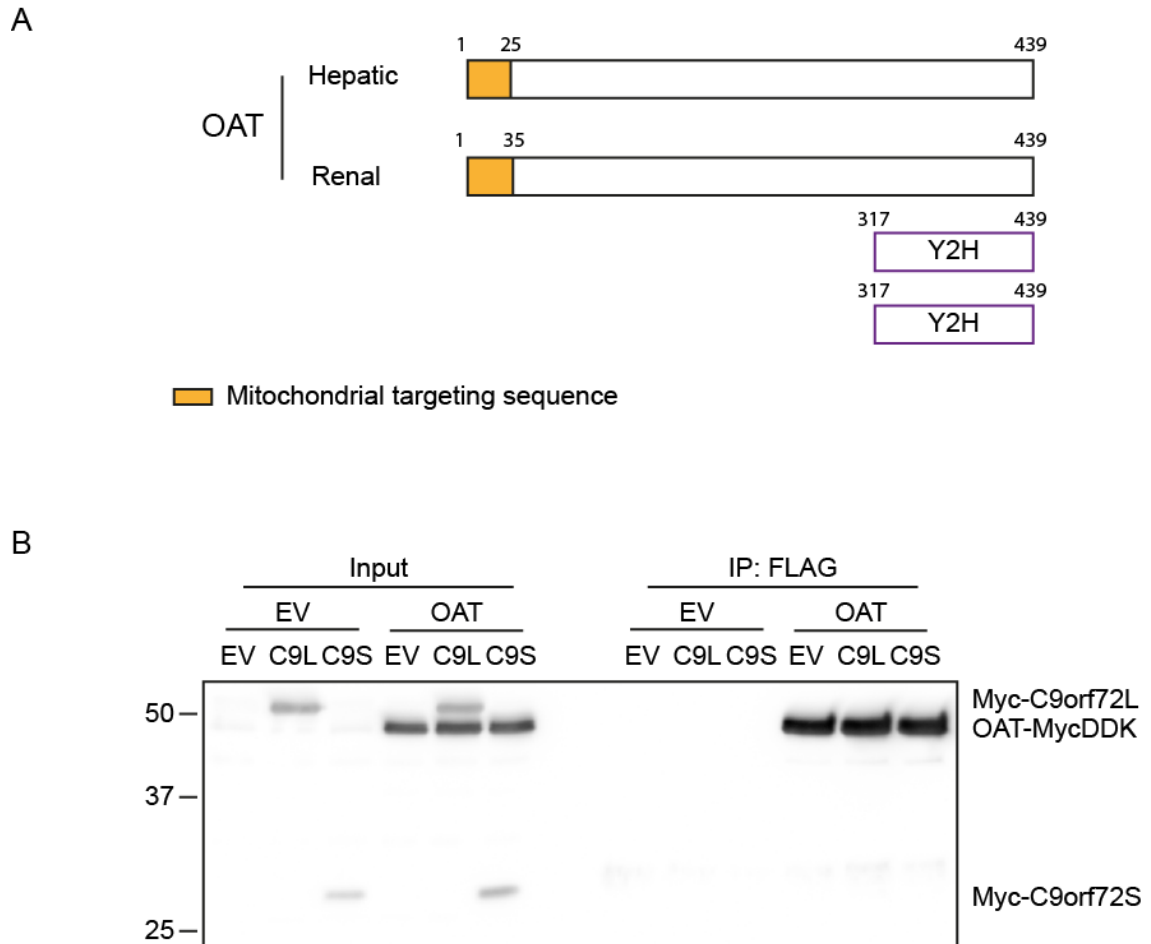 A
1 25 439
Hepatic
OAT
1 35 439
Renal
317 439
Y2H
317 439
Y2H
Mitochondrial targeting sequence
B
Input IP: FLAG
EV OAT EV OAT
EV C9L C9S EV C9L C9S EV C9L C9S EV C9L C9S
50 Myc-C9orf72L
OAT-MycDDK
37
Myc-C9orf72S
25